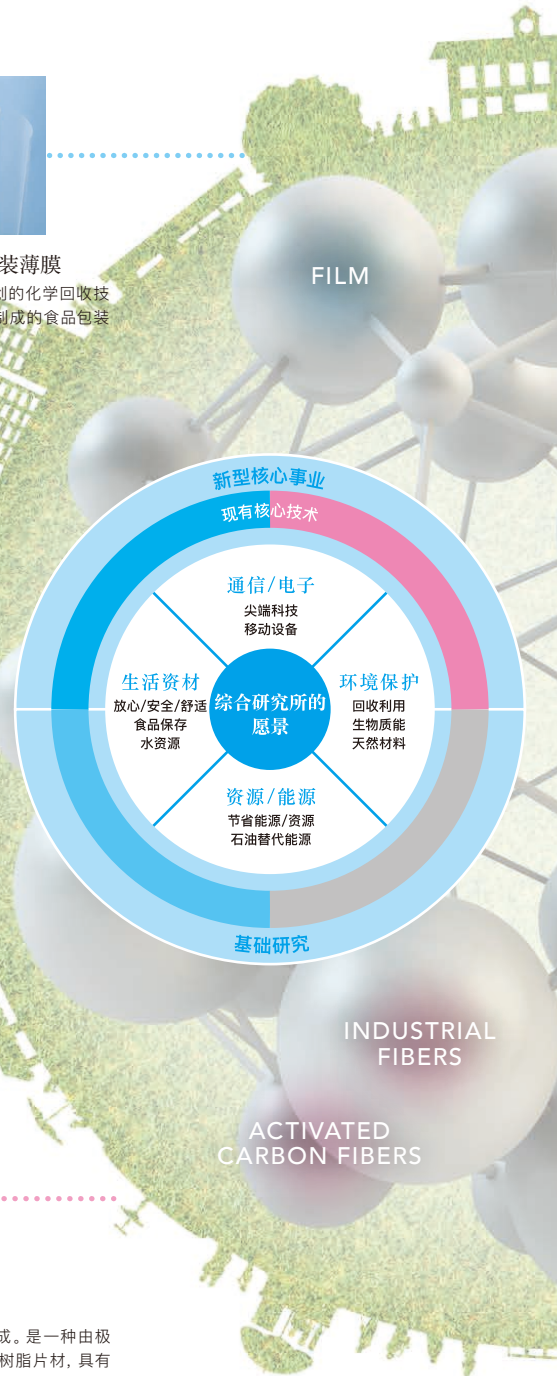 装薄膜
的化学回收技
制成的食品包装
FILM
新型核心事业
现有核心技术
通信/电子
尖端科技
移动设备
生活资材
放心/安全/舒适
食品保存
水资源
综合研究所的
愿景
环境保护
回收利用
生物质能
天然材料
资源/能源
节省能源/资源
石油替代能源
基础研究
INDUSTRIAL
FIBERS
ACTIVATED
CARBON FIBERS
成。是一种由极
树脂片材, 具有